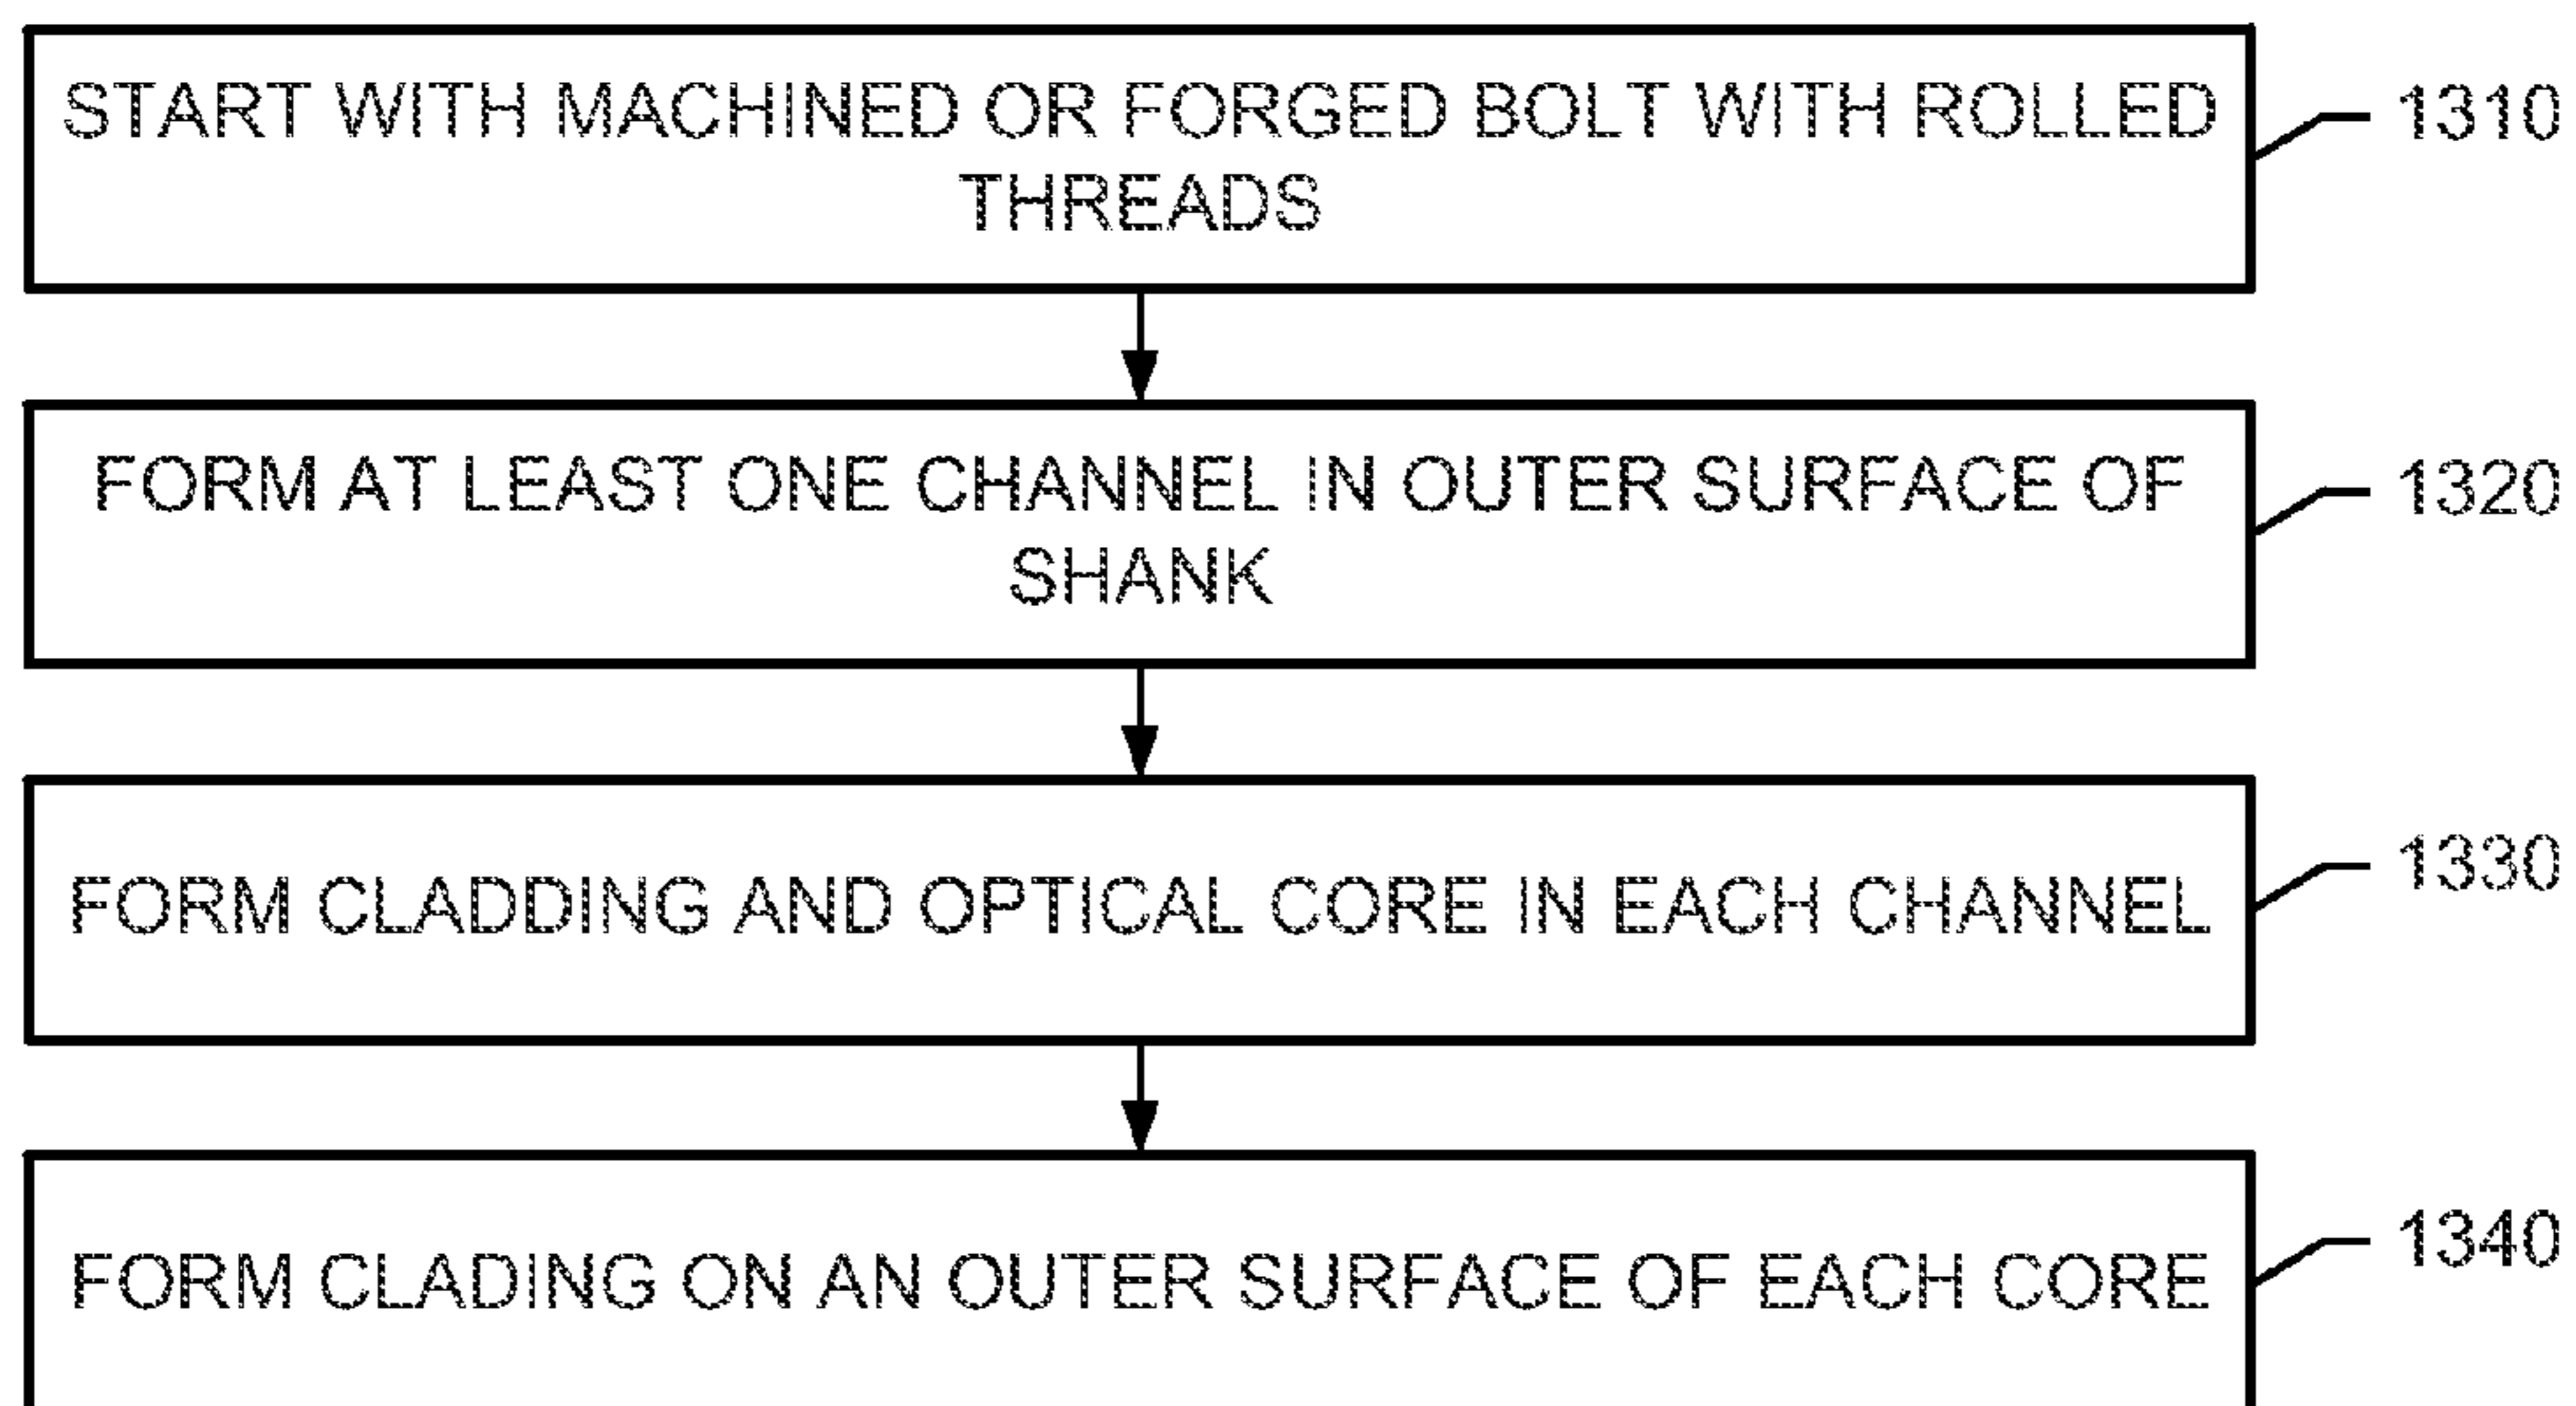 START WITH MACHINED OR FORGED BOLT WITH ROLLED
THREADS
1310
FORM AT LEAST ONE CHANNEL IN OUTER SURFACE OF
SHANK
1320
FORM CLADDING AND OPTICAL CORE IN EACH CHANNEL
1330
FORM CLADING ON AN OUTER SURFACE OF EACH CORE
1340